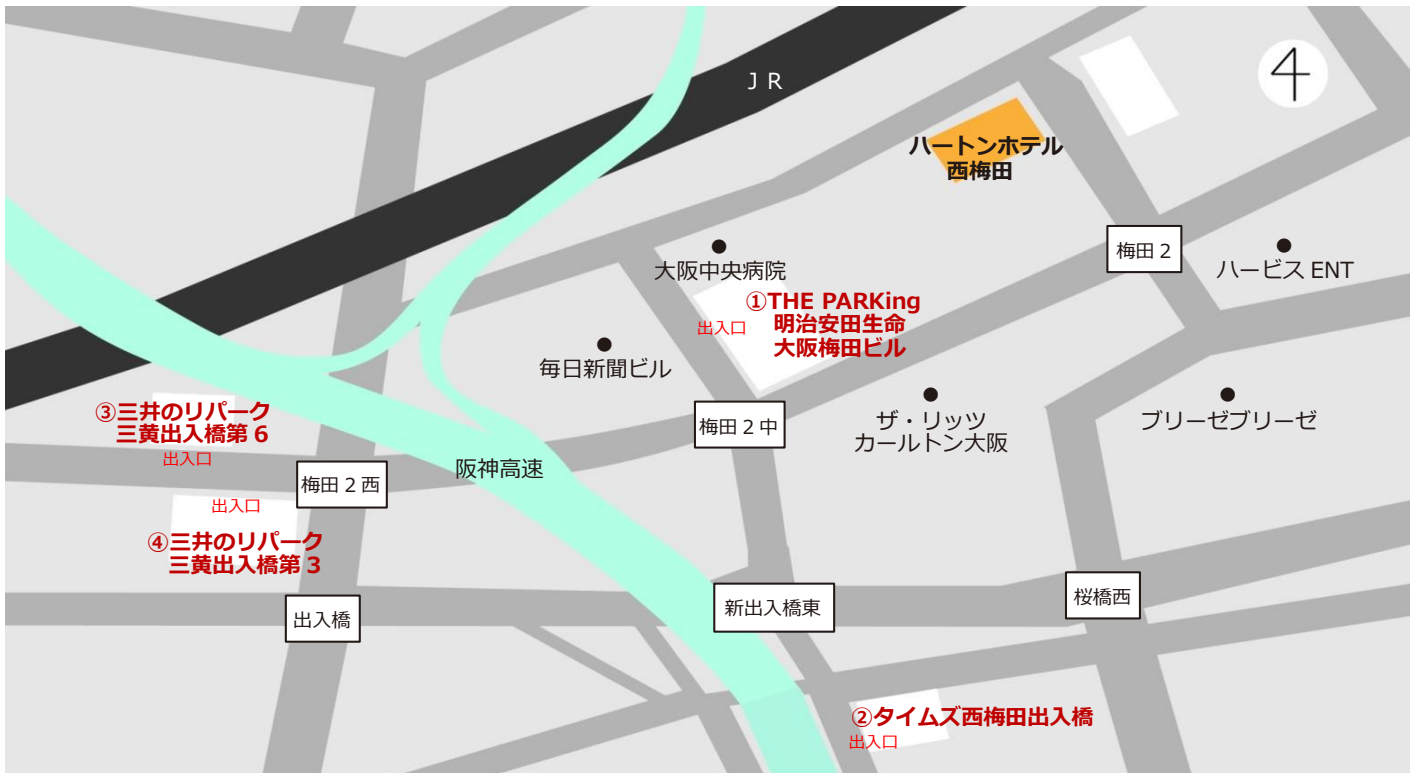 ＪＲ
ハートンホテル
西梅田
梅田２
ハービス ENT
大阪中央病院
①THE PARKing
明治安田生命
大阪梅田ビル
出入口
毎日新聞ビル
③三井のリパーク
三黄出入橋第６
出入口
梅田２中
ザ・リッツ
カールトン大阪
ブリーゼブリーゼ
阪神高速
梅田２西
出入口
④三井のリパーク
三黄出入橋第３
出入橋
新出入橋東
桜橋西
②タイムズ西梅田出入橋
出入口